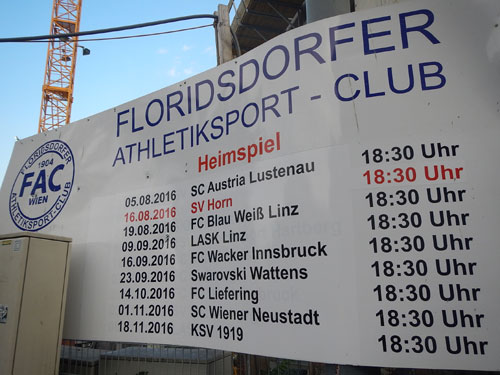 FLORIDSDORFER
ATHLETIKSPORT - CLUB
FLORIDSDORFER
1904
FAC
WIEN
ATHLETIKSPORT-CLUB
Heimspiel
05.08.2016 SC Austria Lustenau 18:30 Uhr
16.08.2016 SV Horn 18:30 Uhr
19.08.2016 FC Blau Weiß Linz 18:30 Uhr
09.09.2016 LASK Linz 18:30 Uhr
16.09.2016 FC Wacker Innsbruck 18:30 Uhr
23.09.2016 Swarovski Wattens 18:30 Uhr
14.10.2016 FC Liefering 18:30 Uhr
01.11.2016 SC Wiener Neustadt 18:30 Uhr
18.11.2016 KSV 1919 18:30 Uhr